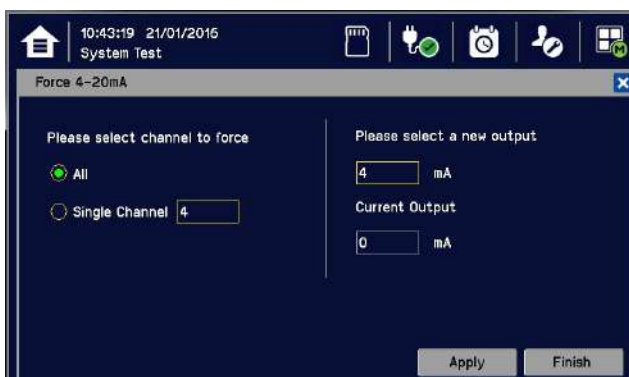 10:43:19 21/01/2016
System Test
M
Force 4-20mA
Please select channel to force
All
Single Channel 4
Please select a new output
4 mA
Current Output
0 mA
Apply Finish